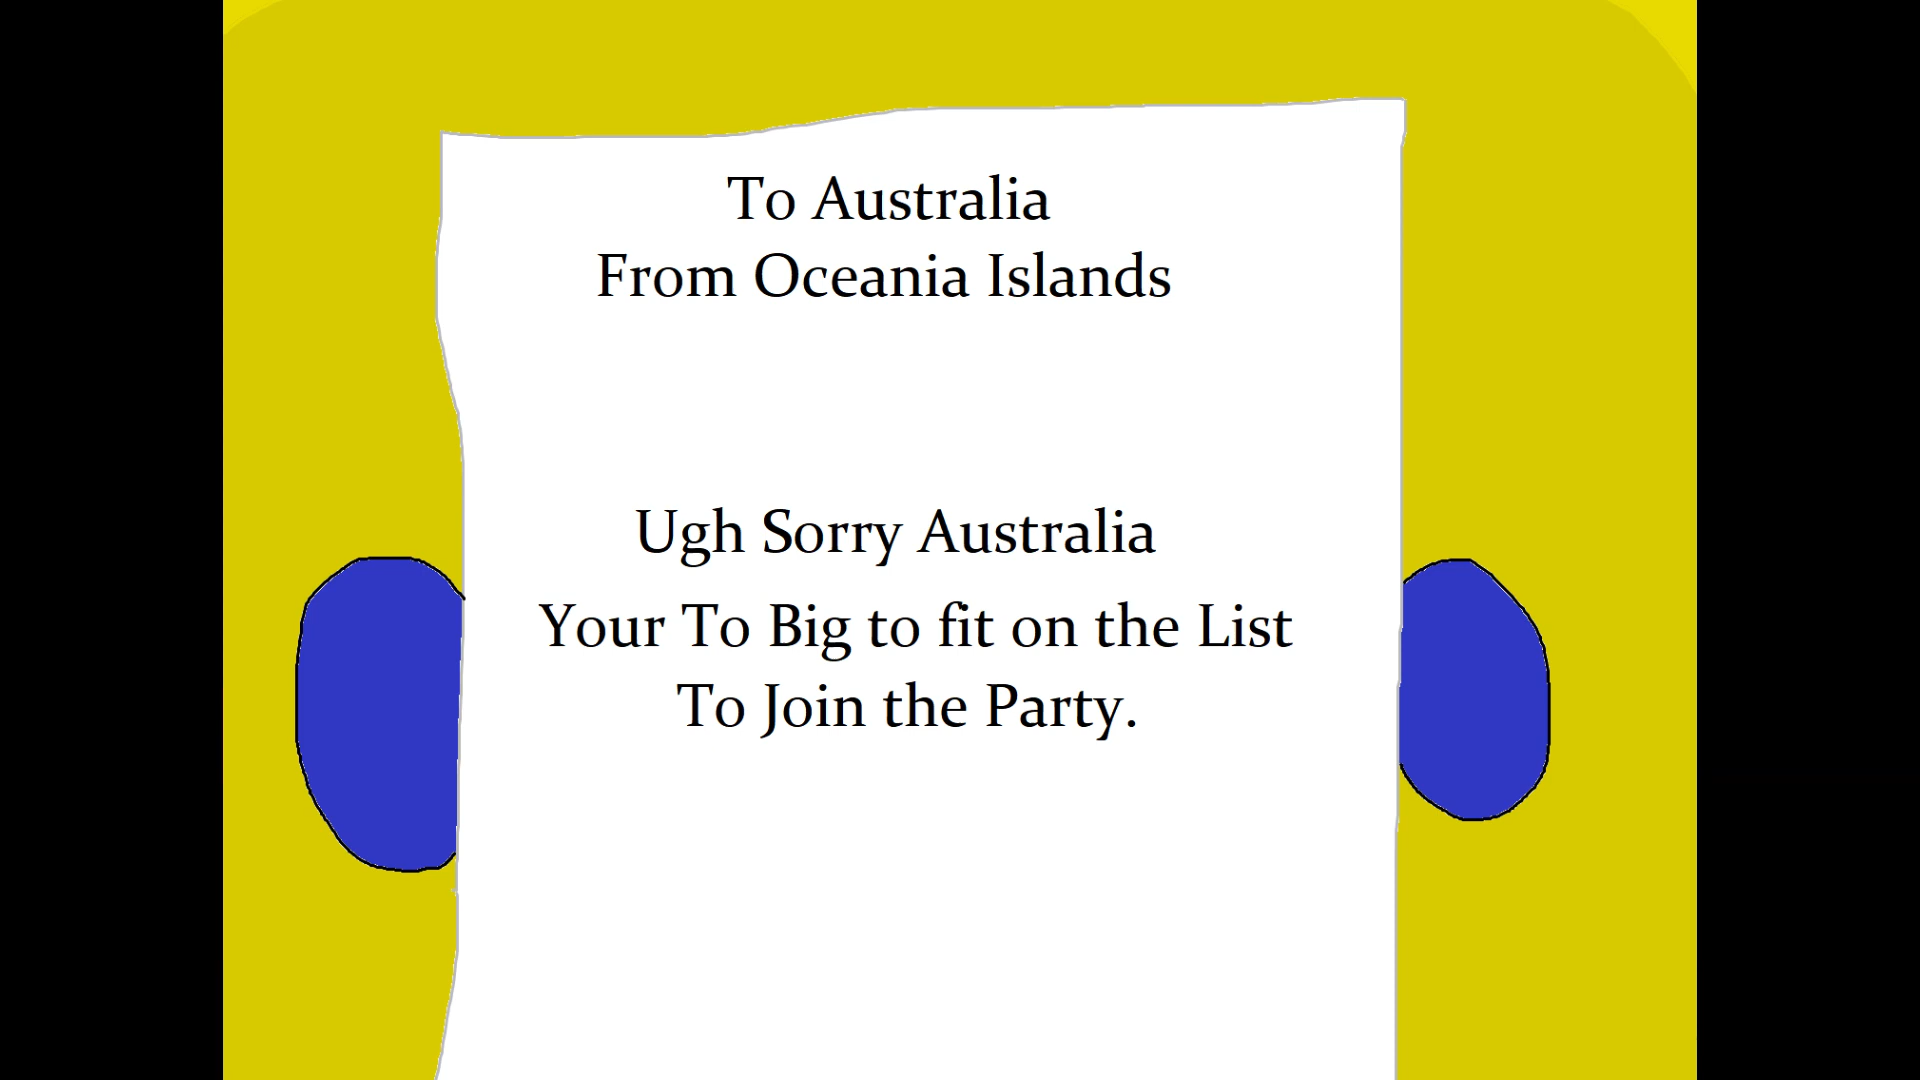 To Australia
From Oceania Islands
Ugh Sorry Australia
Your To Big to fit on the List
To Join the Party.